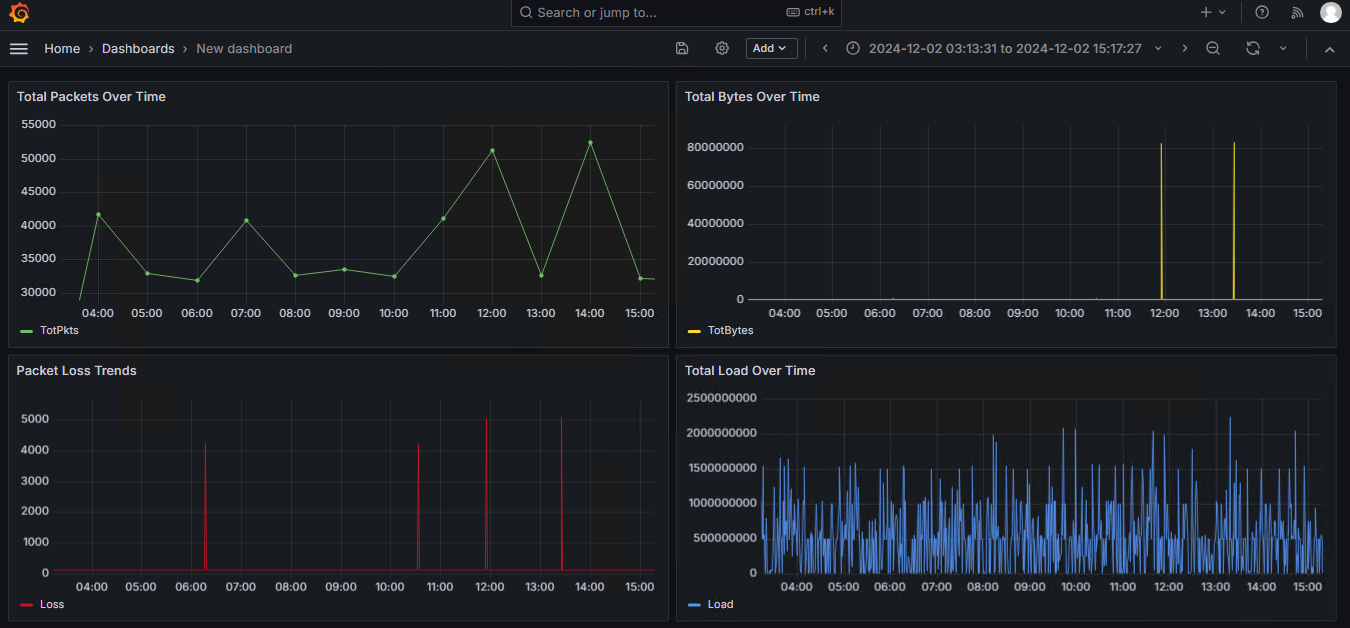 Search or jump to... ctrl+k
Home › Dashboards › New dashboard
Add
2024-12-02 03:13:31 to 2024-12-02 15:17:27
Total Packets Over Time
55000
50000
45000
40000
35000
30000
04:00 05:00 06:00 07:00 08:00 09:00 10:00 11:00 12:00 13:00 14:00 15:00
TotPkts
Total Bytes Over Time
80000000
60000000
40000000
20000000
0
04:00 05:00 06:00 07:00 08:00 09:00 10:00 11:00 12:00 13:00 14:00 15:00
TotBytes
Packet Loss Trends
5000
4000
3000
2000
1000
0
04:00 05:00 06:00 07:00 08:00 09:00 10:00 11:00 12:00 13:00 14:00 15:00
Loss
Total Load Over Time
2500000000
2000000000
1500000000
1000000000
500000000
0
04:00 05:00 06:00 07:00 08:00 09:00 10:00 11:00 12:00 13:00 14:00 15:00
Load